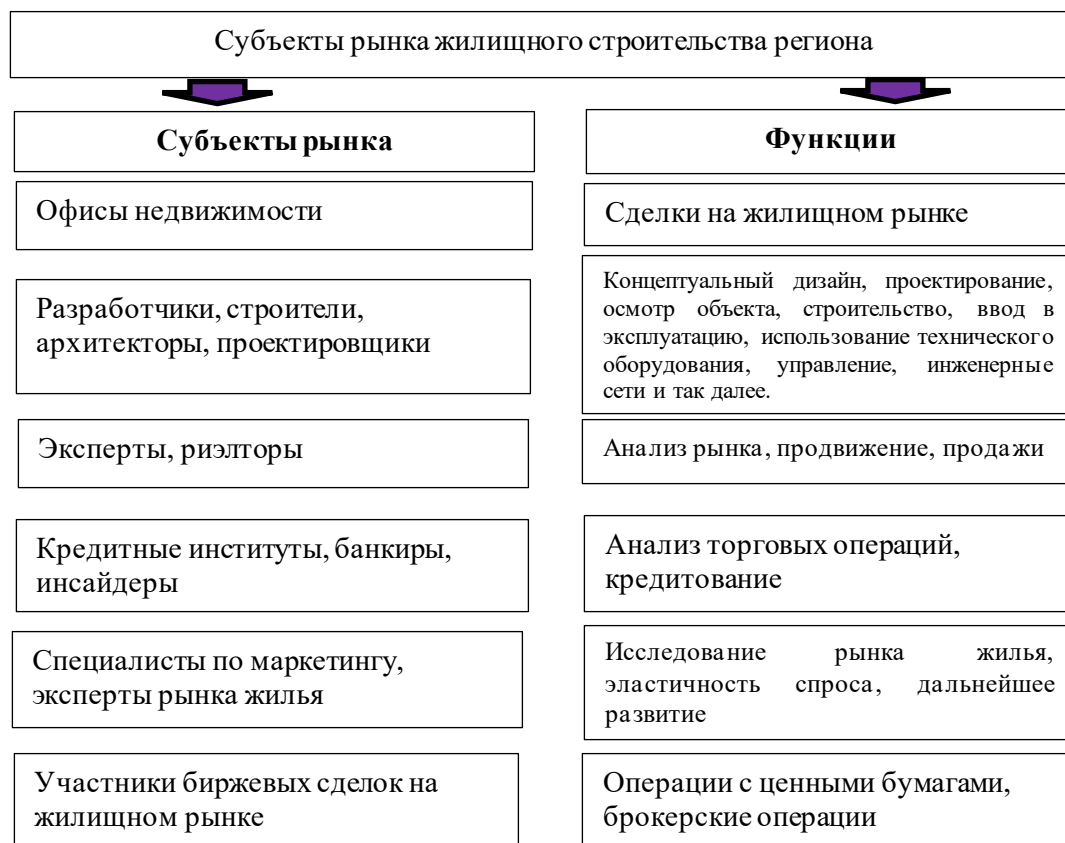 Субъекты рынка жилищного строительства региона
Субъекты рынка
Функции
Офисы недвижимости
Сделки на жилищном рынке
Разработчики, строители,
архитекторы, проектировщики
Концептуальный дизайн, проектирование,
осмотр объекта, строительство, ввод в
эксплуатацию, использование технического
оборудования, управление, инженерные
сети и так далее.
Эксперты, риэлторы
Анализ рынка, продвижение, продажи
Кредитные институты, банкиры,
инсайдеры
Анализ торговых операций,
кредитование
Специалисты по маркетингу,
эксперты рынка жилья
Исследование рынка жилья,
эластичность спроса, дальнейшее
развитие
Участники биржевых сделок на
жилищном рынке
Операции с ценными бумагами,
брокерские операции